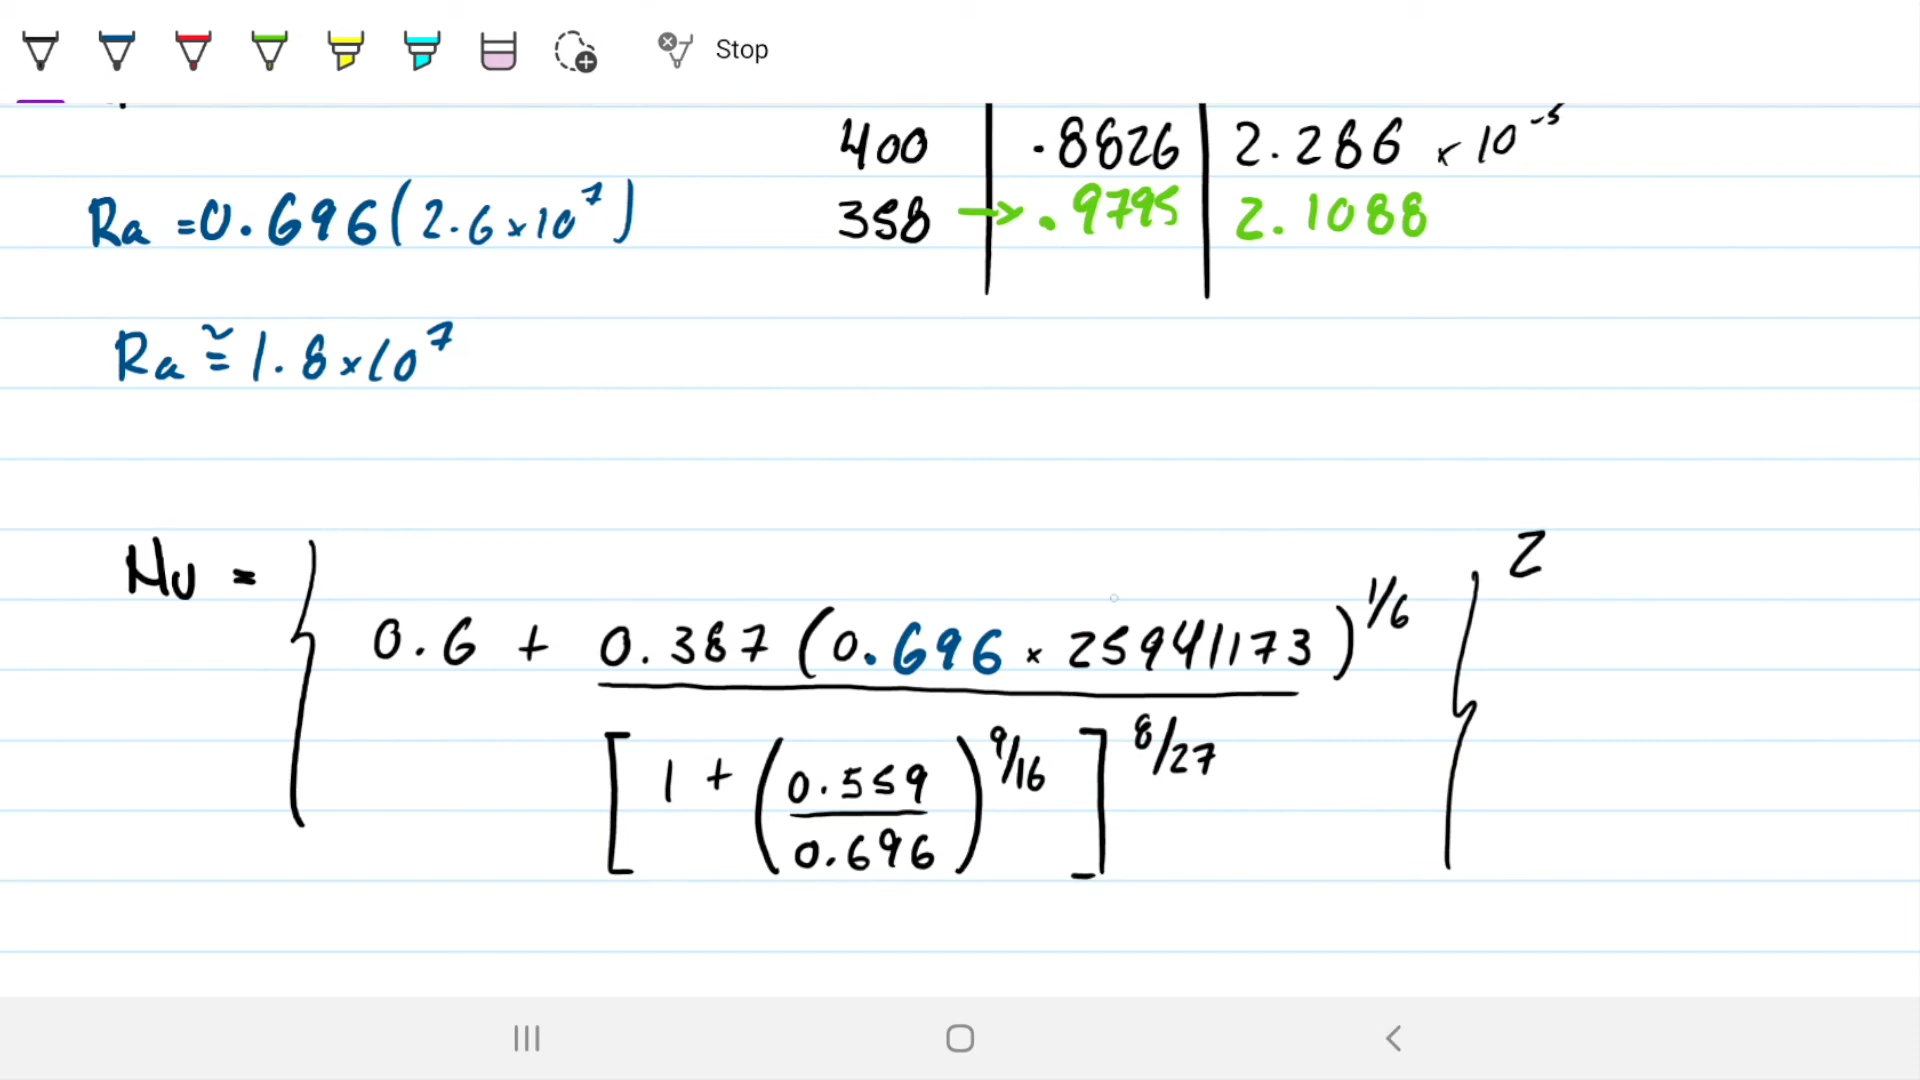 Stop
400 .8826 2.286 × 10⁻⁵
Ra = 0.696(2.6×10⁷) 358 → .9795 2.1088
Ra ≅ 1.8×10⁷
Nu = { 0.6 + 0.387 (0.696 × 25941173)^1/6 }²
[ 1 + (0.559 / 0.696)^9/16 ]^8/27